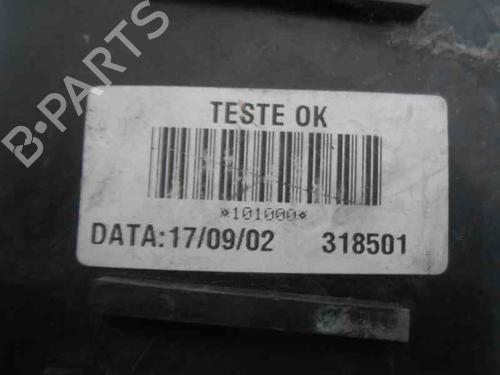 B-PARTS
TESTE OK
*101000*
DATA:17/09/02 318501